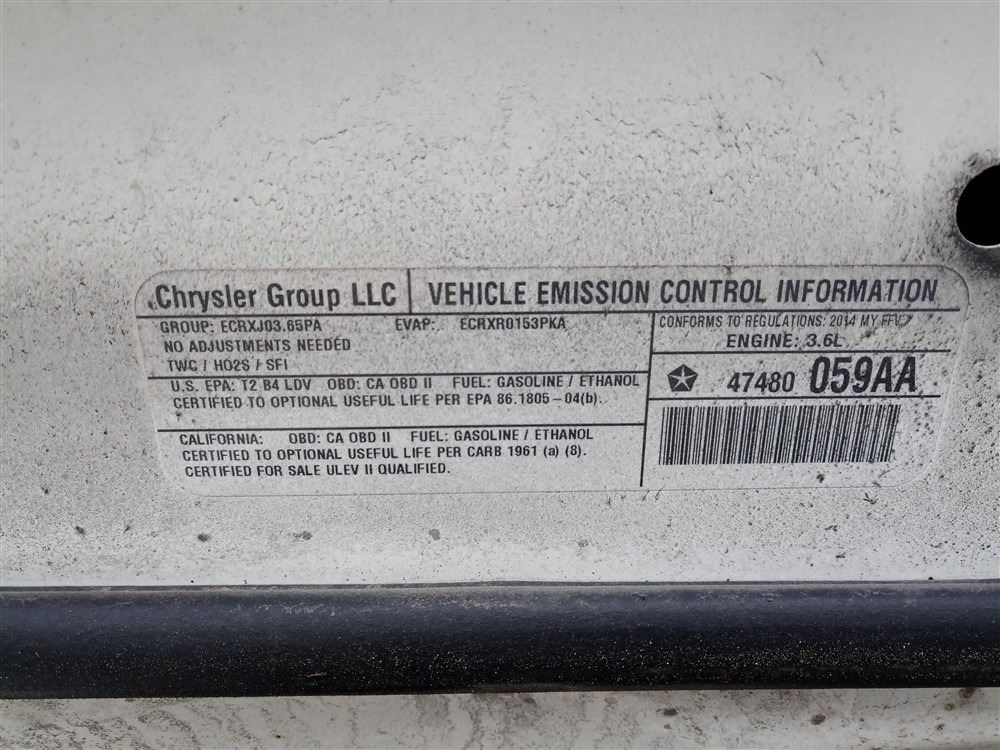 Chrysler Group LLC
VEHICLE EMISSION CONTROL INFORMATION
GROUP: ECRXJ03.65PA EVAP: ECRXR0153PKA
NO ADJUSTMENTS NEEDED
TWC / HO2S / SFI
CONFORMS TO REGULATIONS: 2014 MY FFV
ENGINE: 3.6L
U.S. EPA: T2 B4 LDV OBD: CA OBD II FUEL: GASOLINE / ETHANOL
CERTIFIED TO OPTIONAL USEFUL LIFE PER EPA 86.1805-04(b).
47480 059AA
CALIFORNIA: OBD: CA OBD II FUEL: GASOLINE / ETHANOL
CERTIFIED TO OPTIONAL USEFUL LIFE PER CARB 1961 (a) (8).
CERTIFIED FOR SALE ULEV II QUALIFIED.